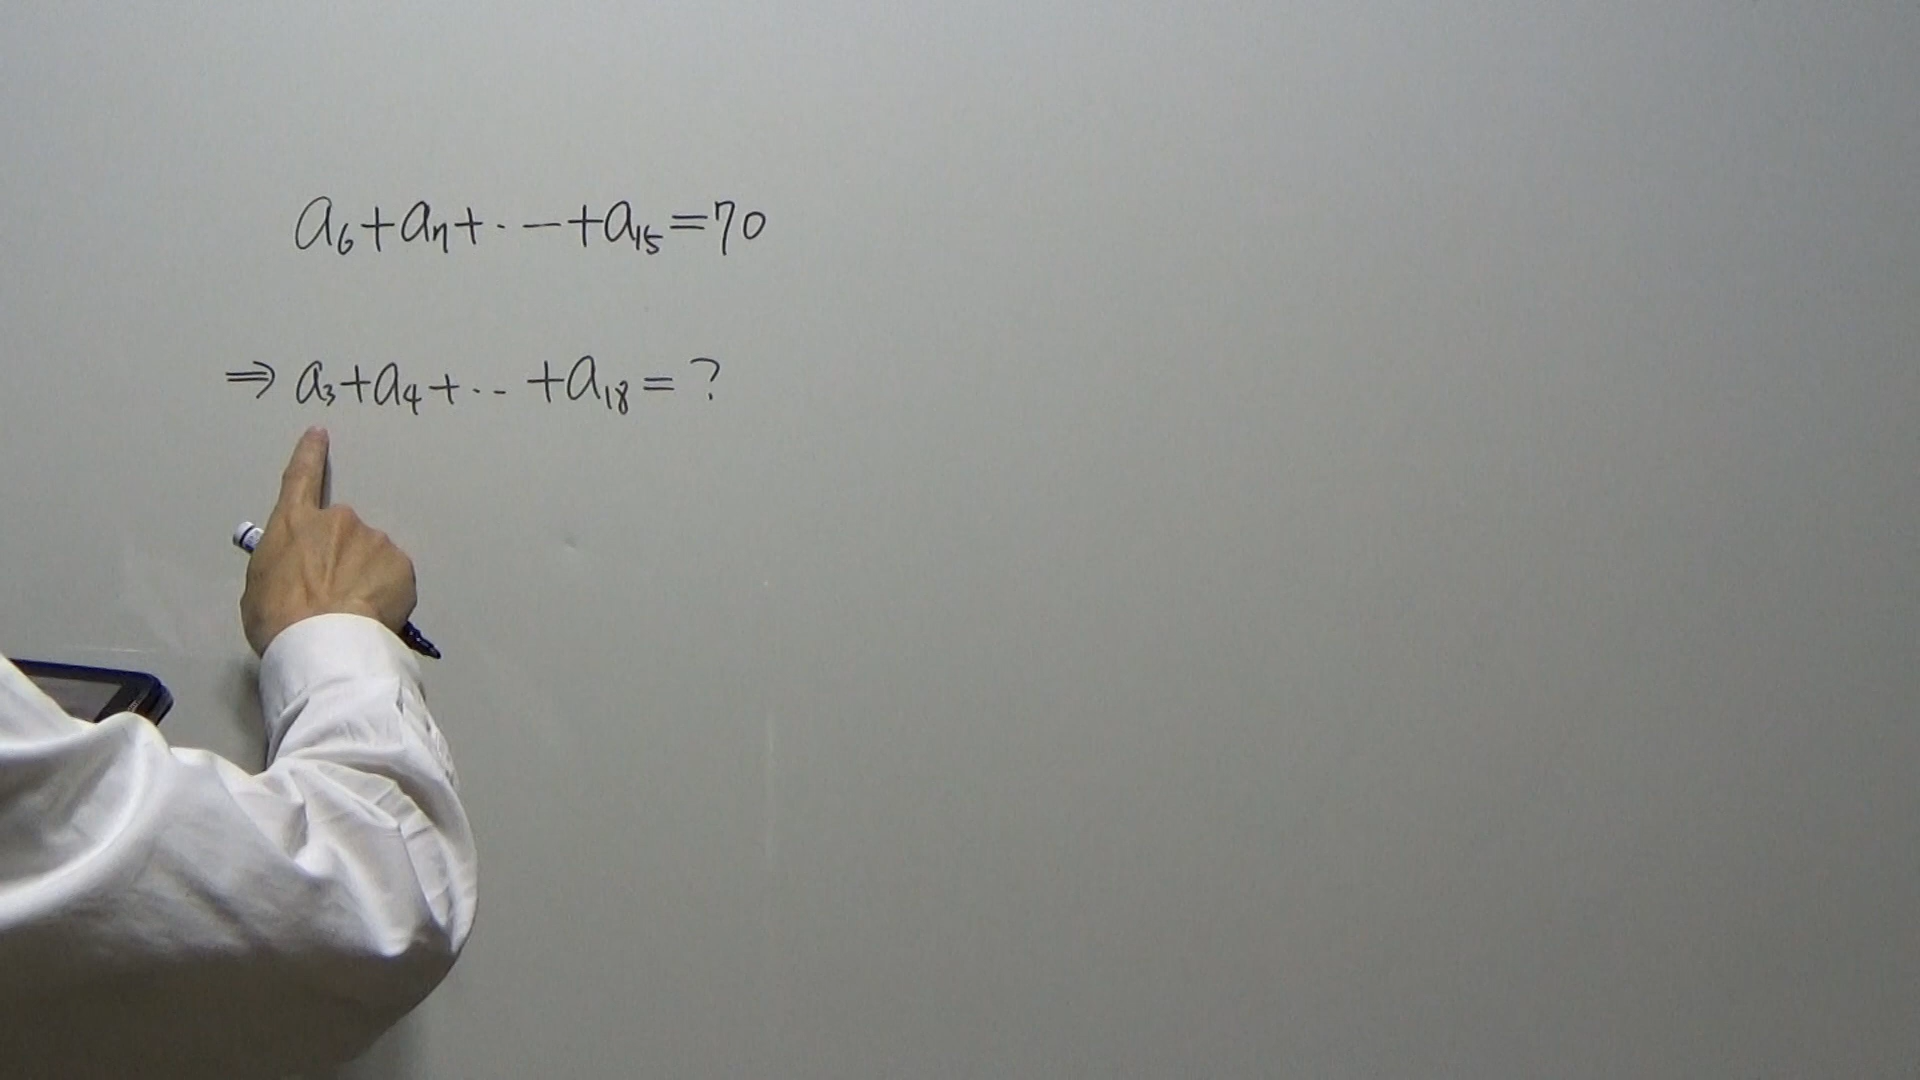 a₆+a₇+··—+a₁₅=70
⇒ a₃+a₄+··- +a₁₈= ?